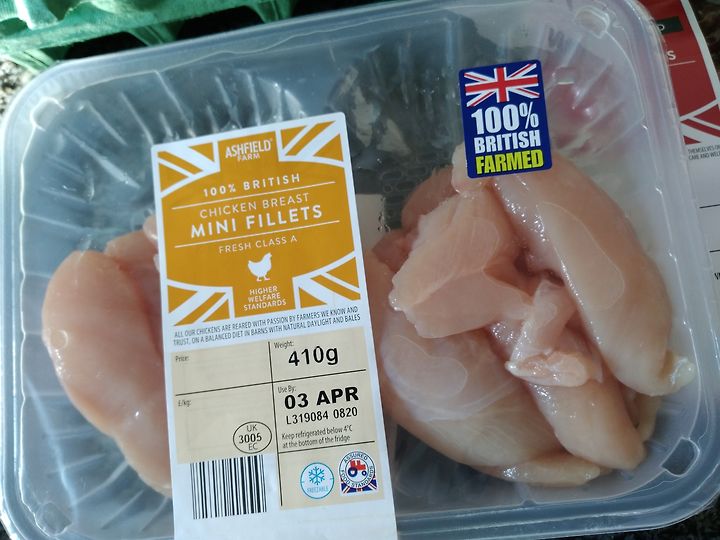 ASHFIELD
FARM
100% BRITISH
CHICKEN BREAST
MINI FILLETS
FRESH CLASS A
HIGHER
WELFARE
STANDARDS
ALL OUR CHICKENS ARE REARED WITH PASSION BY FARMERS WE KNOW AND
TRUST, ON A BALANCED DIET IN BARNS WITH NATURAL DAYLIGHT AND BALES
Price:
Weight:
410g
£/kg:
Use By:
03 APR
L319084 0820
Keep refrigerated below 4°C
at the bottom of the fridge
UK
3005
EC
FREEZABLE
ASSURED
FOOD STANDARDS
100%
BRITISH
FARMED